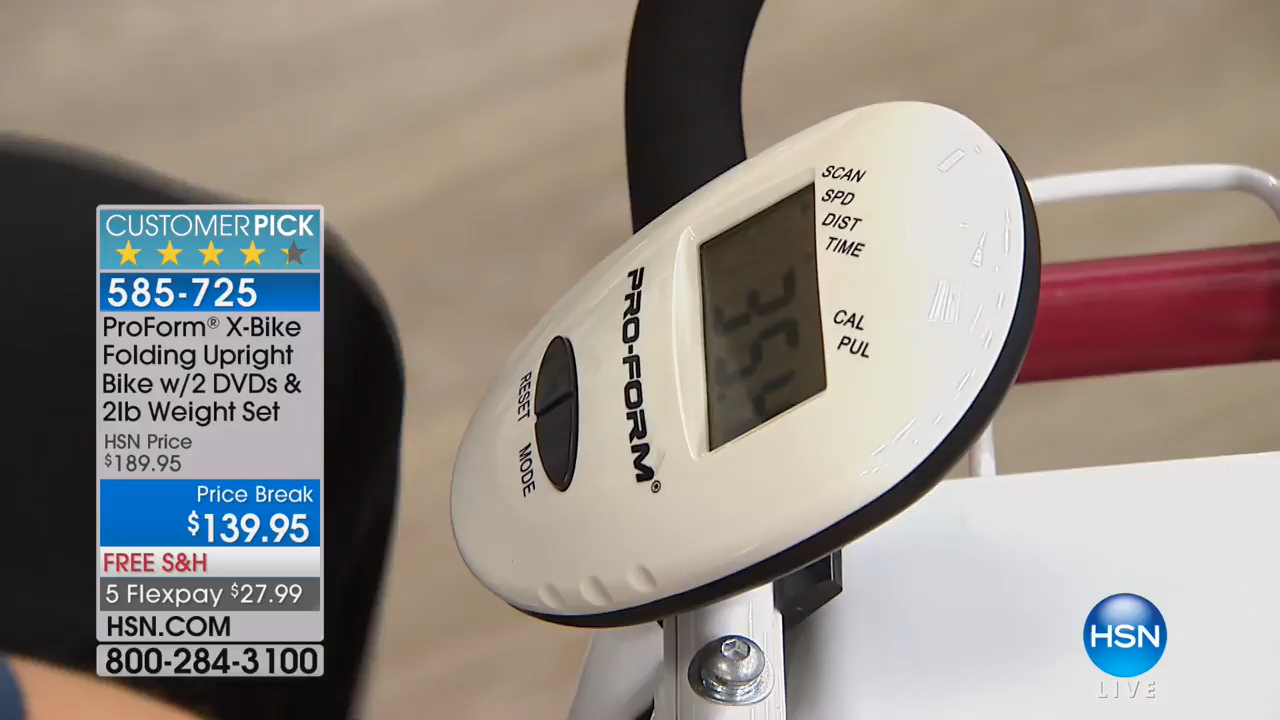 CUSTOMER PICK
585-725
ProForm® X-Bike
Folding Upright
Bike w/2 DVDs &
2lb Weight Set
HSN Price
$189.95
Price Break
$139.95
FREE S&H
5 Flexpay $27.99
HSN.COM
800-284-3100
SCAN
SPD
DIST
TIME
CAL
PUL
PRO-FORM®
RESET MODE
HSN
LIVE